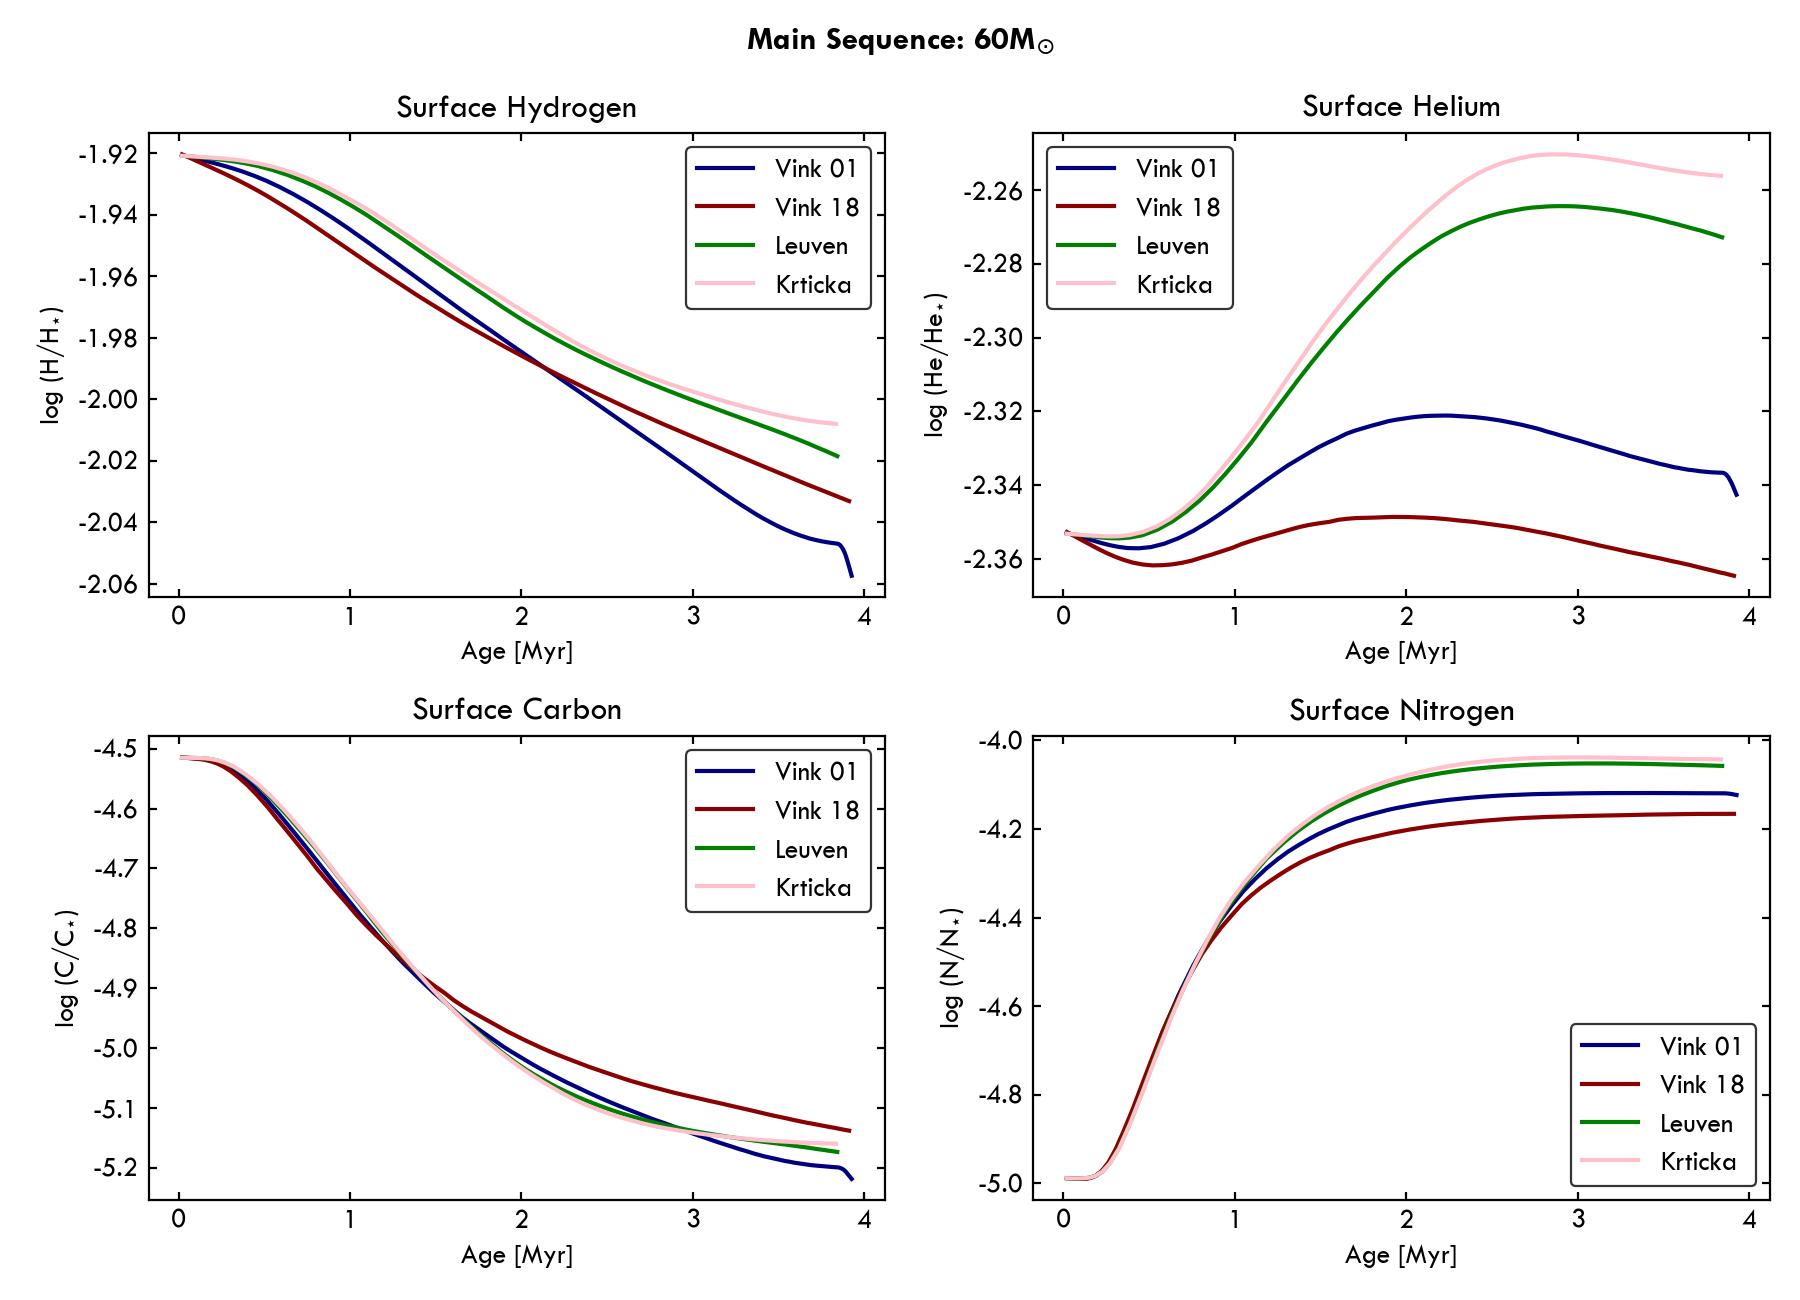 Main Sequence: 60M☉
Surface Hydrogen
-1.92
-1.94
-1.96
-1.98
-2.00
-2.02
-2.04
-2.06
log (H/H⋆)
0 1 2 3 4
Age [Myr]
Vink 01
Vink 18
Leuven
Krticka
Surface Helium
-2.26
-2.28
-2.30
-2.32
-2.34
-2.36
log (He/He⋆)
0 1 2 3 4
Age [Myr]
Vink 01
Vink 18
Leuven
Krticka
Surface Carbon
-4.5
-4.6
-4.7
-4.8
-4.9
-5.0
-5.1
-5.2
log (C/C⋆)
0 1 2 3 4
Age [Myr]
Vink 01
Vink 18
Leuven
Krticka
Surface Nitrogen
-4.0
-4.2
-4.4
-4.6
-4.8
-5.0
log (N/N⋆)
0 1 2 3 4
Age [Myr]
Vink 01
Vink 18
Leuven
Krticka